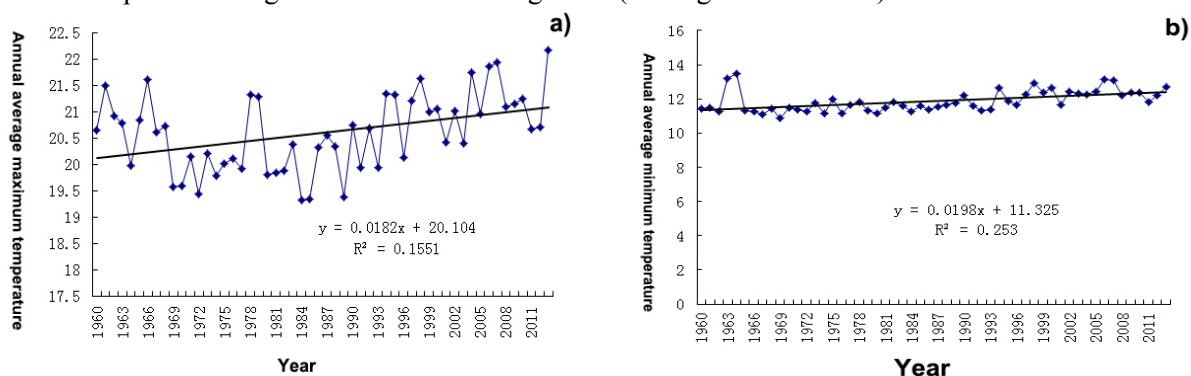 a)
Annual average maximum temperature
22.5
22
21.5
21
20.5
20
19.5
19
18.5
18
17.5
y = 0.0182x + 20.104
R² = 0.1551
1960 1963 1966 1969 1972 1975 1978 1981 1984 1987 1990 1993 1996 1999 2002 2005 2008 2011
Year
b)
Annual average minimum temperature
16
14
12
10
8
6
4
2
0
y = 0.0198x + 11.325
R² = 0.253
1960 1963 1966 1969 1972 1975 1978 1981 1984 1987 1990 1993 1996 1999 2002 2005 2008 2011
Year